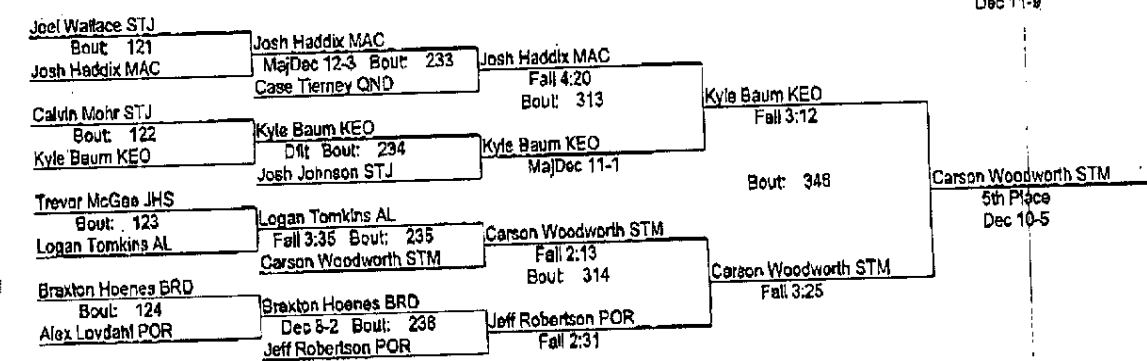 Dec 11-9
Joel Wallace STJ
Bout: 121
Josh Haddix MAC
Josh Haddix MAC
MajDec 12-3 Bout: 233
Case Tierney QND
Josh Haddix MAC
Fall 4:20
Bout: 313
Kyle Baum KEO
Fall 3:12
Calvin Mohr STJ
Bout: 122
Kyle Baum KEO
Kyle Baum KEO
Dflt Bout: 234
Josh Johnson STJ
Kyle Baum KEO
MajDec 11-1
Bout: 348
Carson Woodworth STM
5th Place
Dec 10-5
Trevor McGee JHS
Bout: 123
Logan Tomkins AL
Logan Tomkins AL
Fall 3:35 Bout: 235
Carson Woodworth STM
Carson Woodworth STM
Fall 2:13
Bout 314
Carson Woodworth STM
Fall 3:25
Braxton Hoenes BRD
Bout: 124
Alex Lovdahl POR
Braxton Hoenes BRD
Dec 8-2 Bout: 236
Jeff Robertson POR
Jeff Robertson POR
Fall 2:31